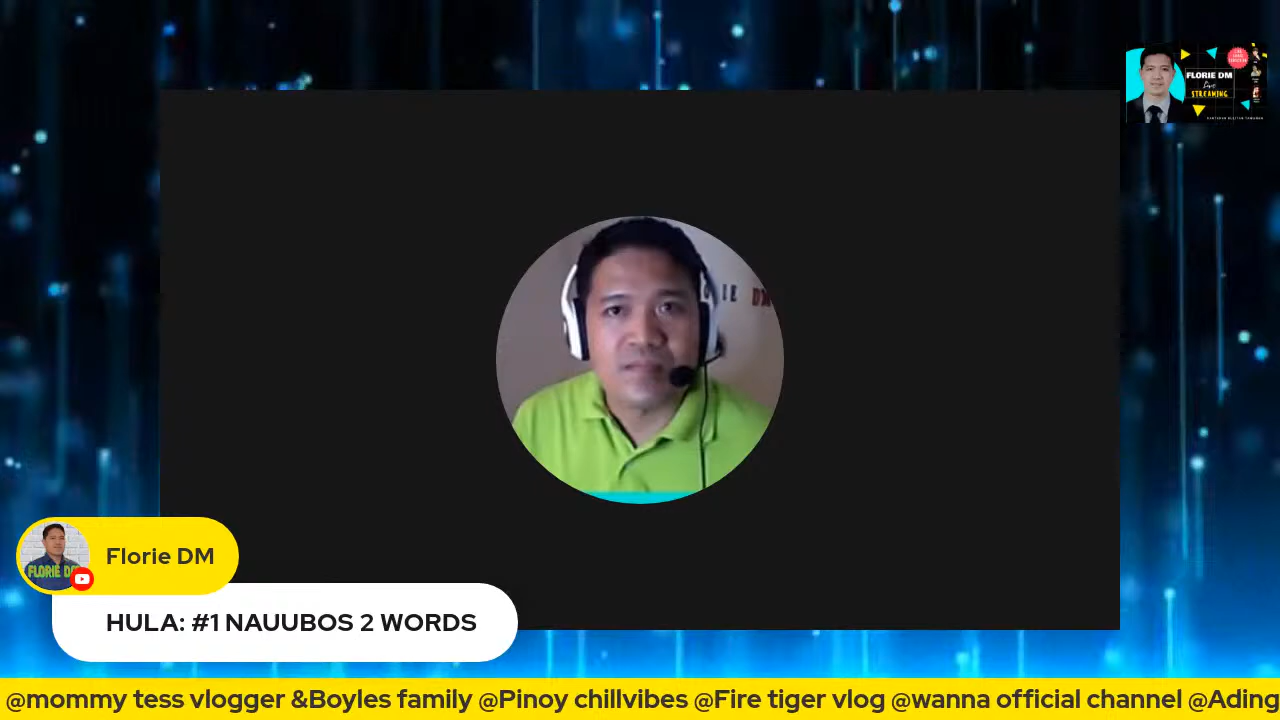 FLORIE DM
Live
STREAMING
Florie DM
HULA: #1 NAUUBOS 2 WORDS
@mommy tess vlogger &Boyles family @Pinoy chillvibes @Fire tiger vlog @wanna official channel @Ading